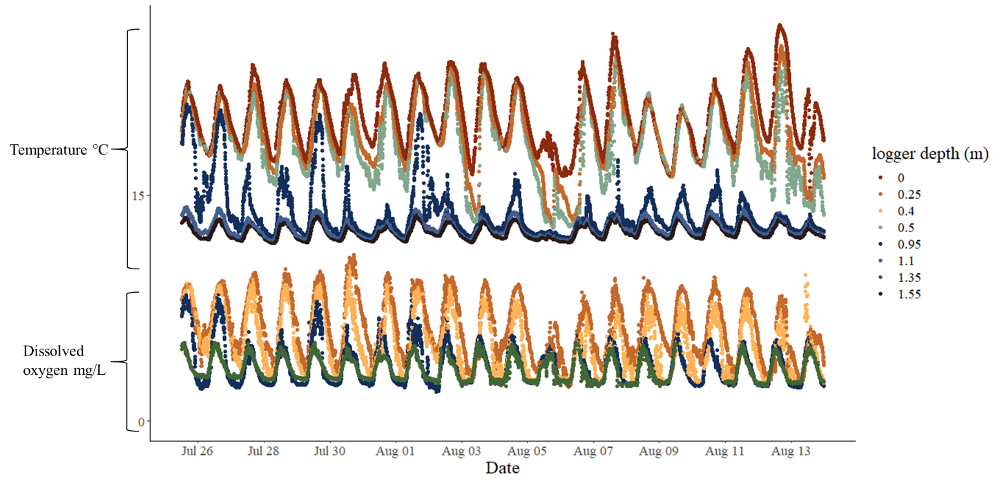 Temperature °C
15
Dissolved
oxygen mg/L
0
Jul 26 Jul 28 Jul 30 Aug 01 Aug 03 Aug 05 Aug 07 Aug 09 Aug 11 Aug 13
Date
logger depth (m)
0
0.25
0.4
0.5
0.95
1.1
1.35
1.55